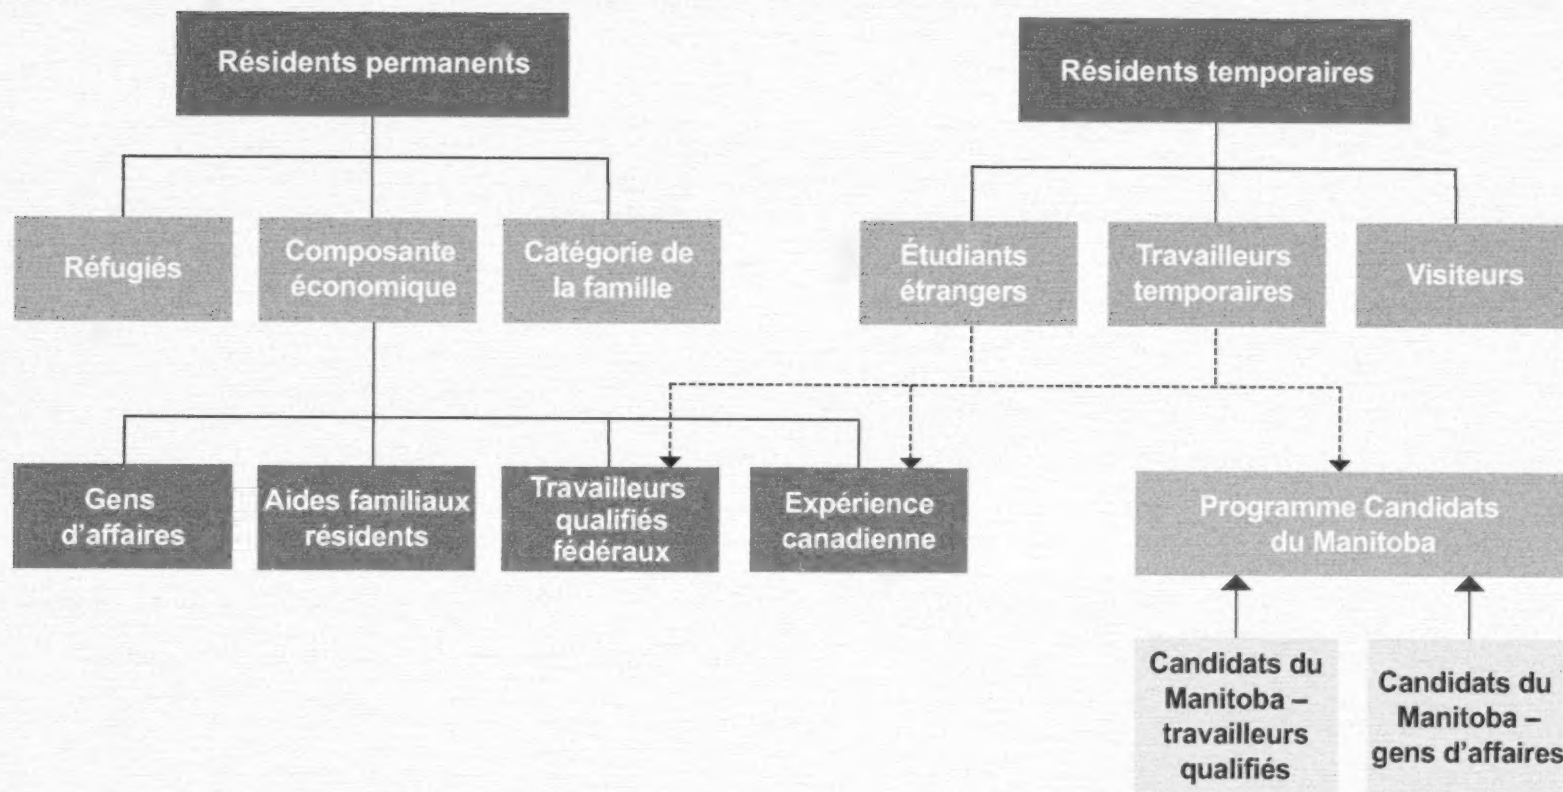 Résidents permanents
Résidents temporaires
Réfugiés
Composante
économique
Catégorie de
la famille
Étudiants
étrangers
Travailleurs
temporaires
Visiteurs
Gens
d’affaires
Aides familiaux
résidents
Travailleurs
qualifiés
fédéraux
Expérience
canadienne
Programme Candidats
du Manitoba
Candidats du
Manitoba –
travailleurs
qualifiés
Candidats du
Manitoba –
gens d’affaires